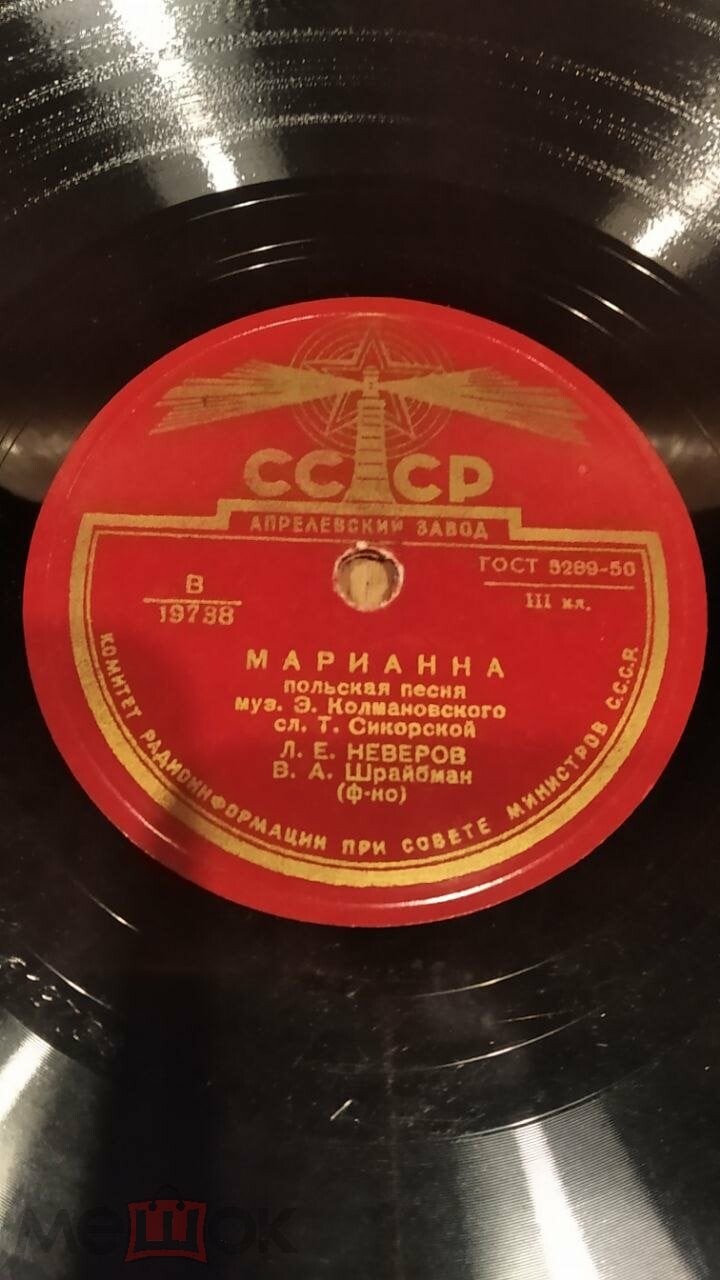 СССР
АПРЕЛЕВСКИЙ ЗАВОД
В
19738
ГОСТ 5289-50
III кл.
МАРИАННА
польская песня
муз. Э. Колмановского
сл. Т. Сикорской
Л. Е. НЕВЕРОВ
В. А. Шрайбман
(ф-но)
КОМИТЕТ РАДИОИНФОРМАЦИИ ПРИ СОВЕТЕ МИНИСТРОВ С.С.С.Р.
мешок